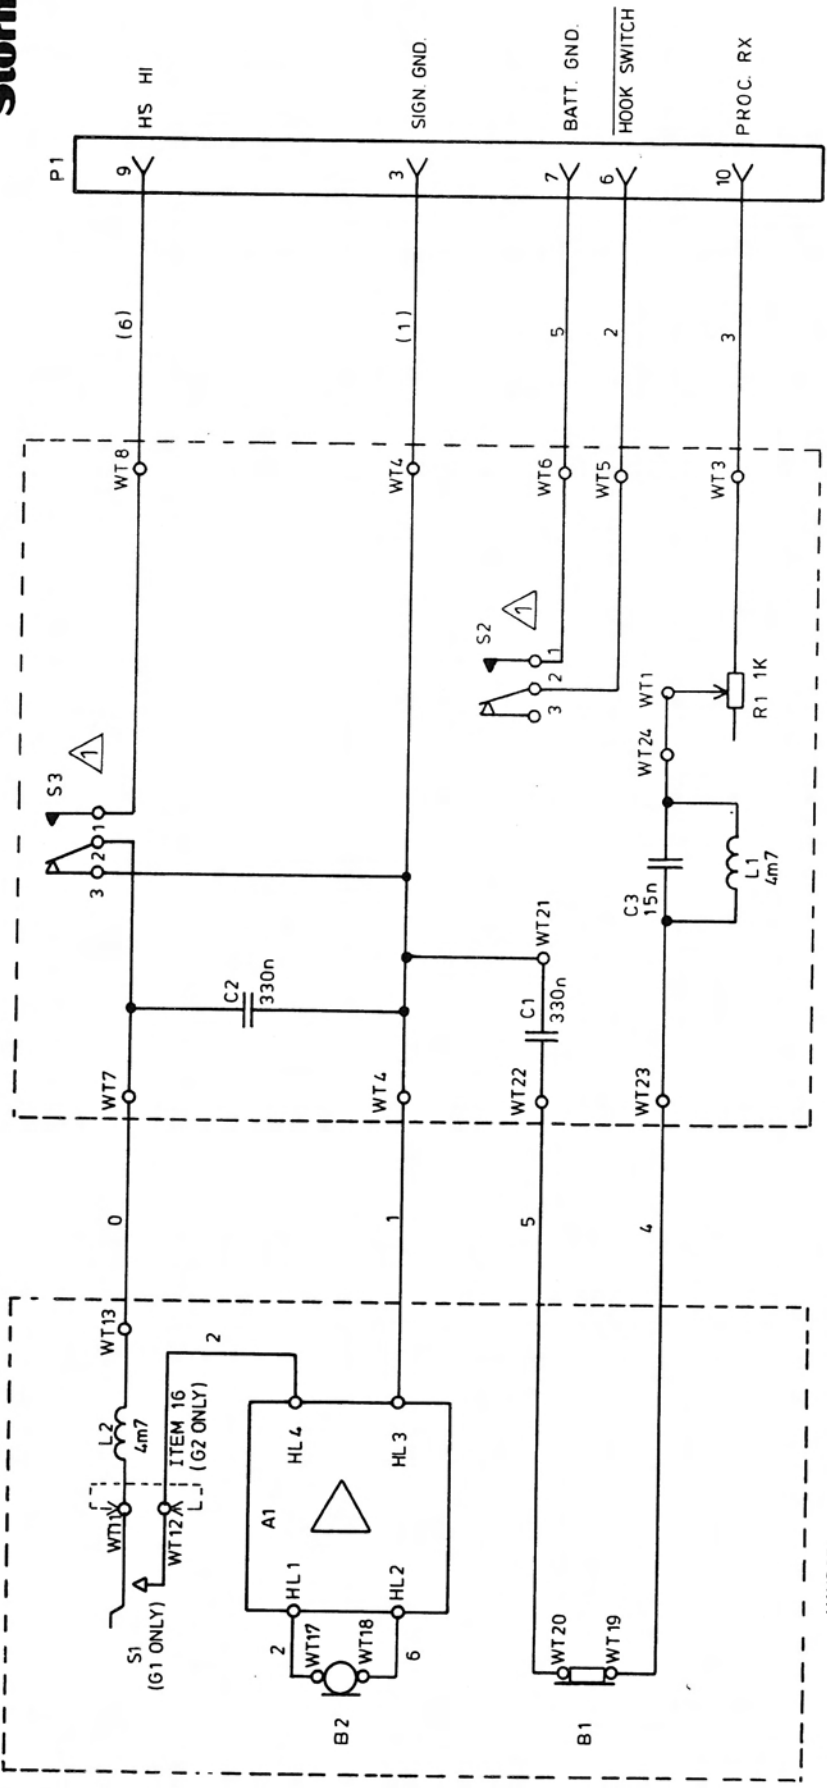 Storn
P1
9
HS HI
3
SIGN. GND.
7
BATT. GND.
6
HOOK SWITCH
10
PROC. RX
(6)
(1)
5
2
3
WT8
WT4
WT6
WT5
WT3
S3
1
1
2
3
S2
1
1
2
3
WT1
R1 1K
WT24
C3
15n
L1
4m7
C2
330n
WT21
C1
330n
WT7
WT4
WT22
WT23
0
1
5
4
WT13
L2
4m7
2
ITEM 16
(G2 ONLY)
WT11
WT12
S1
(G1 ONLY)
A1
HL4
HL3
HL1
HL2
2
WT17
WT18
6
B2
WT20
WT19
B1